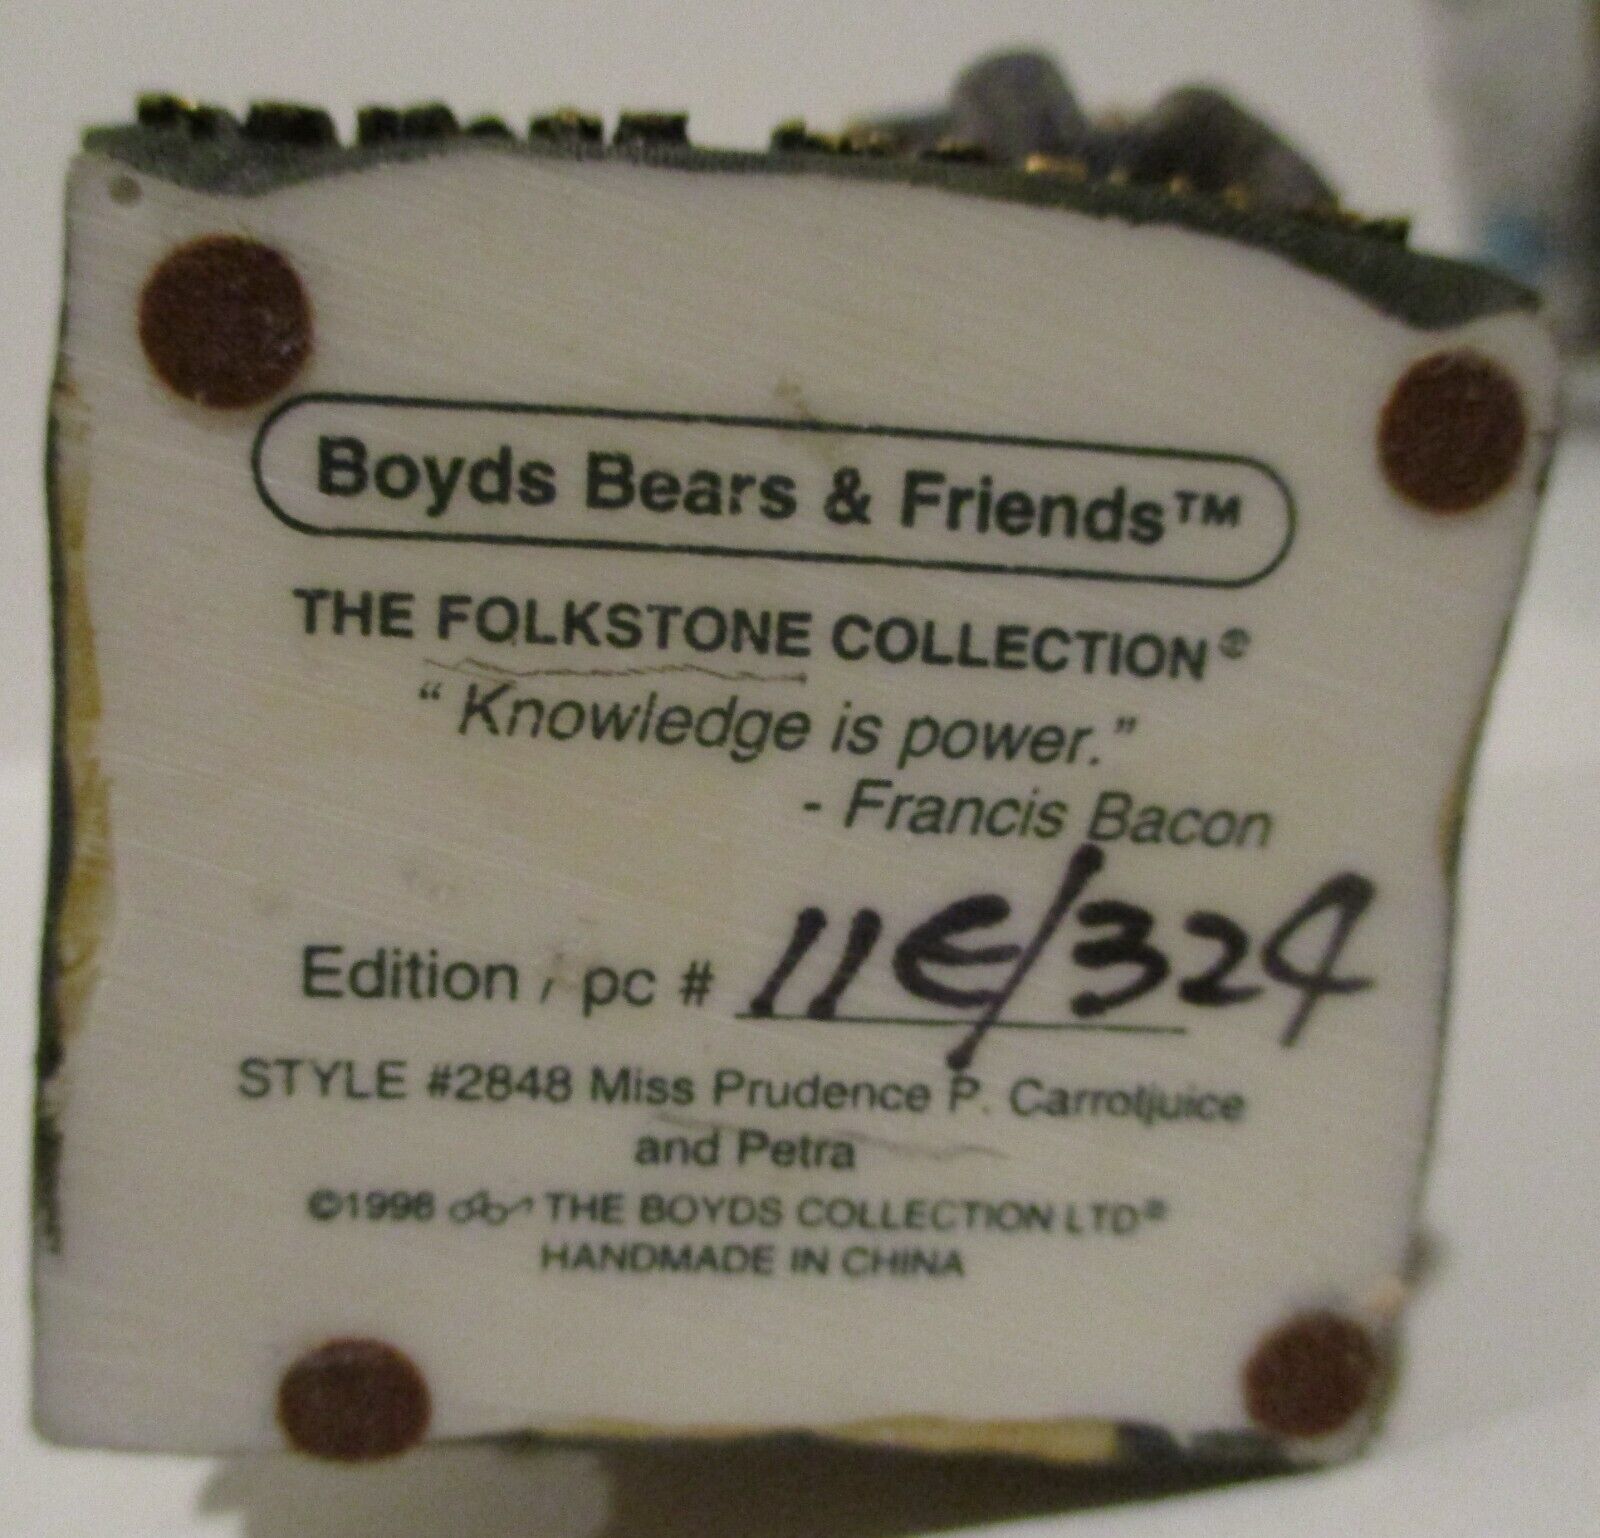 Boyds Bears & Friends™
THE FOLKSTONE COLLECTION®
“Knowledge is power.”
- Francis Bacon
Edition / pc # 11E/324
STYLE #2848 Miss Prudence P. Carrotjuice
and Petra
©1998 THE BOYDS COLLECTION LTD®
HANDMADE IN CHINA